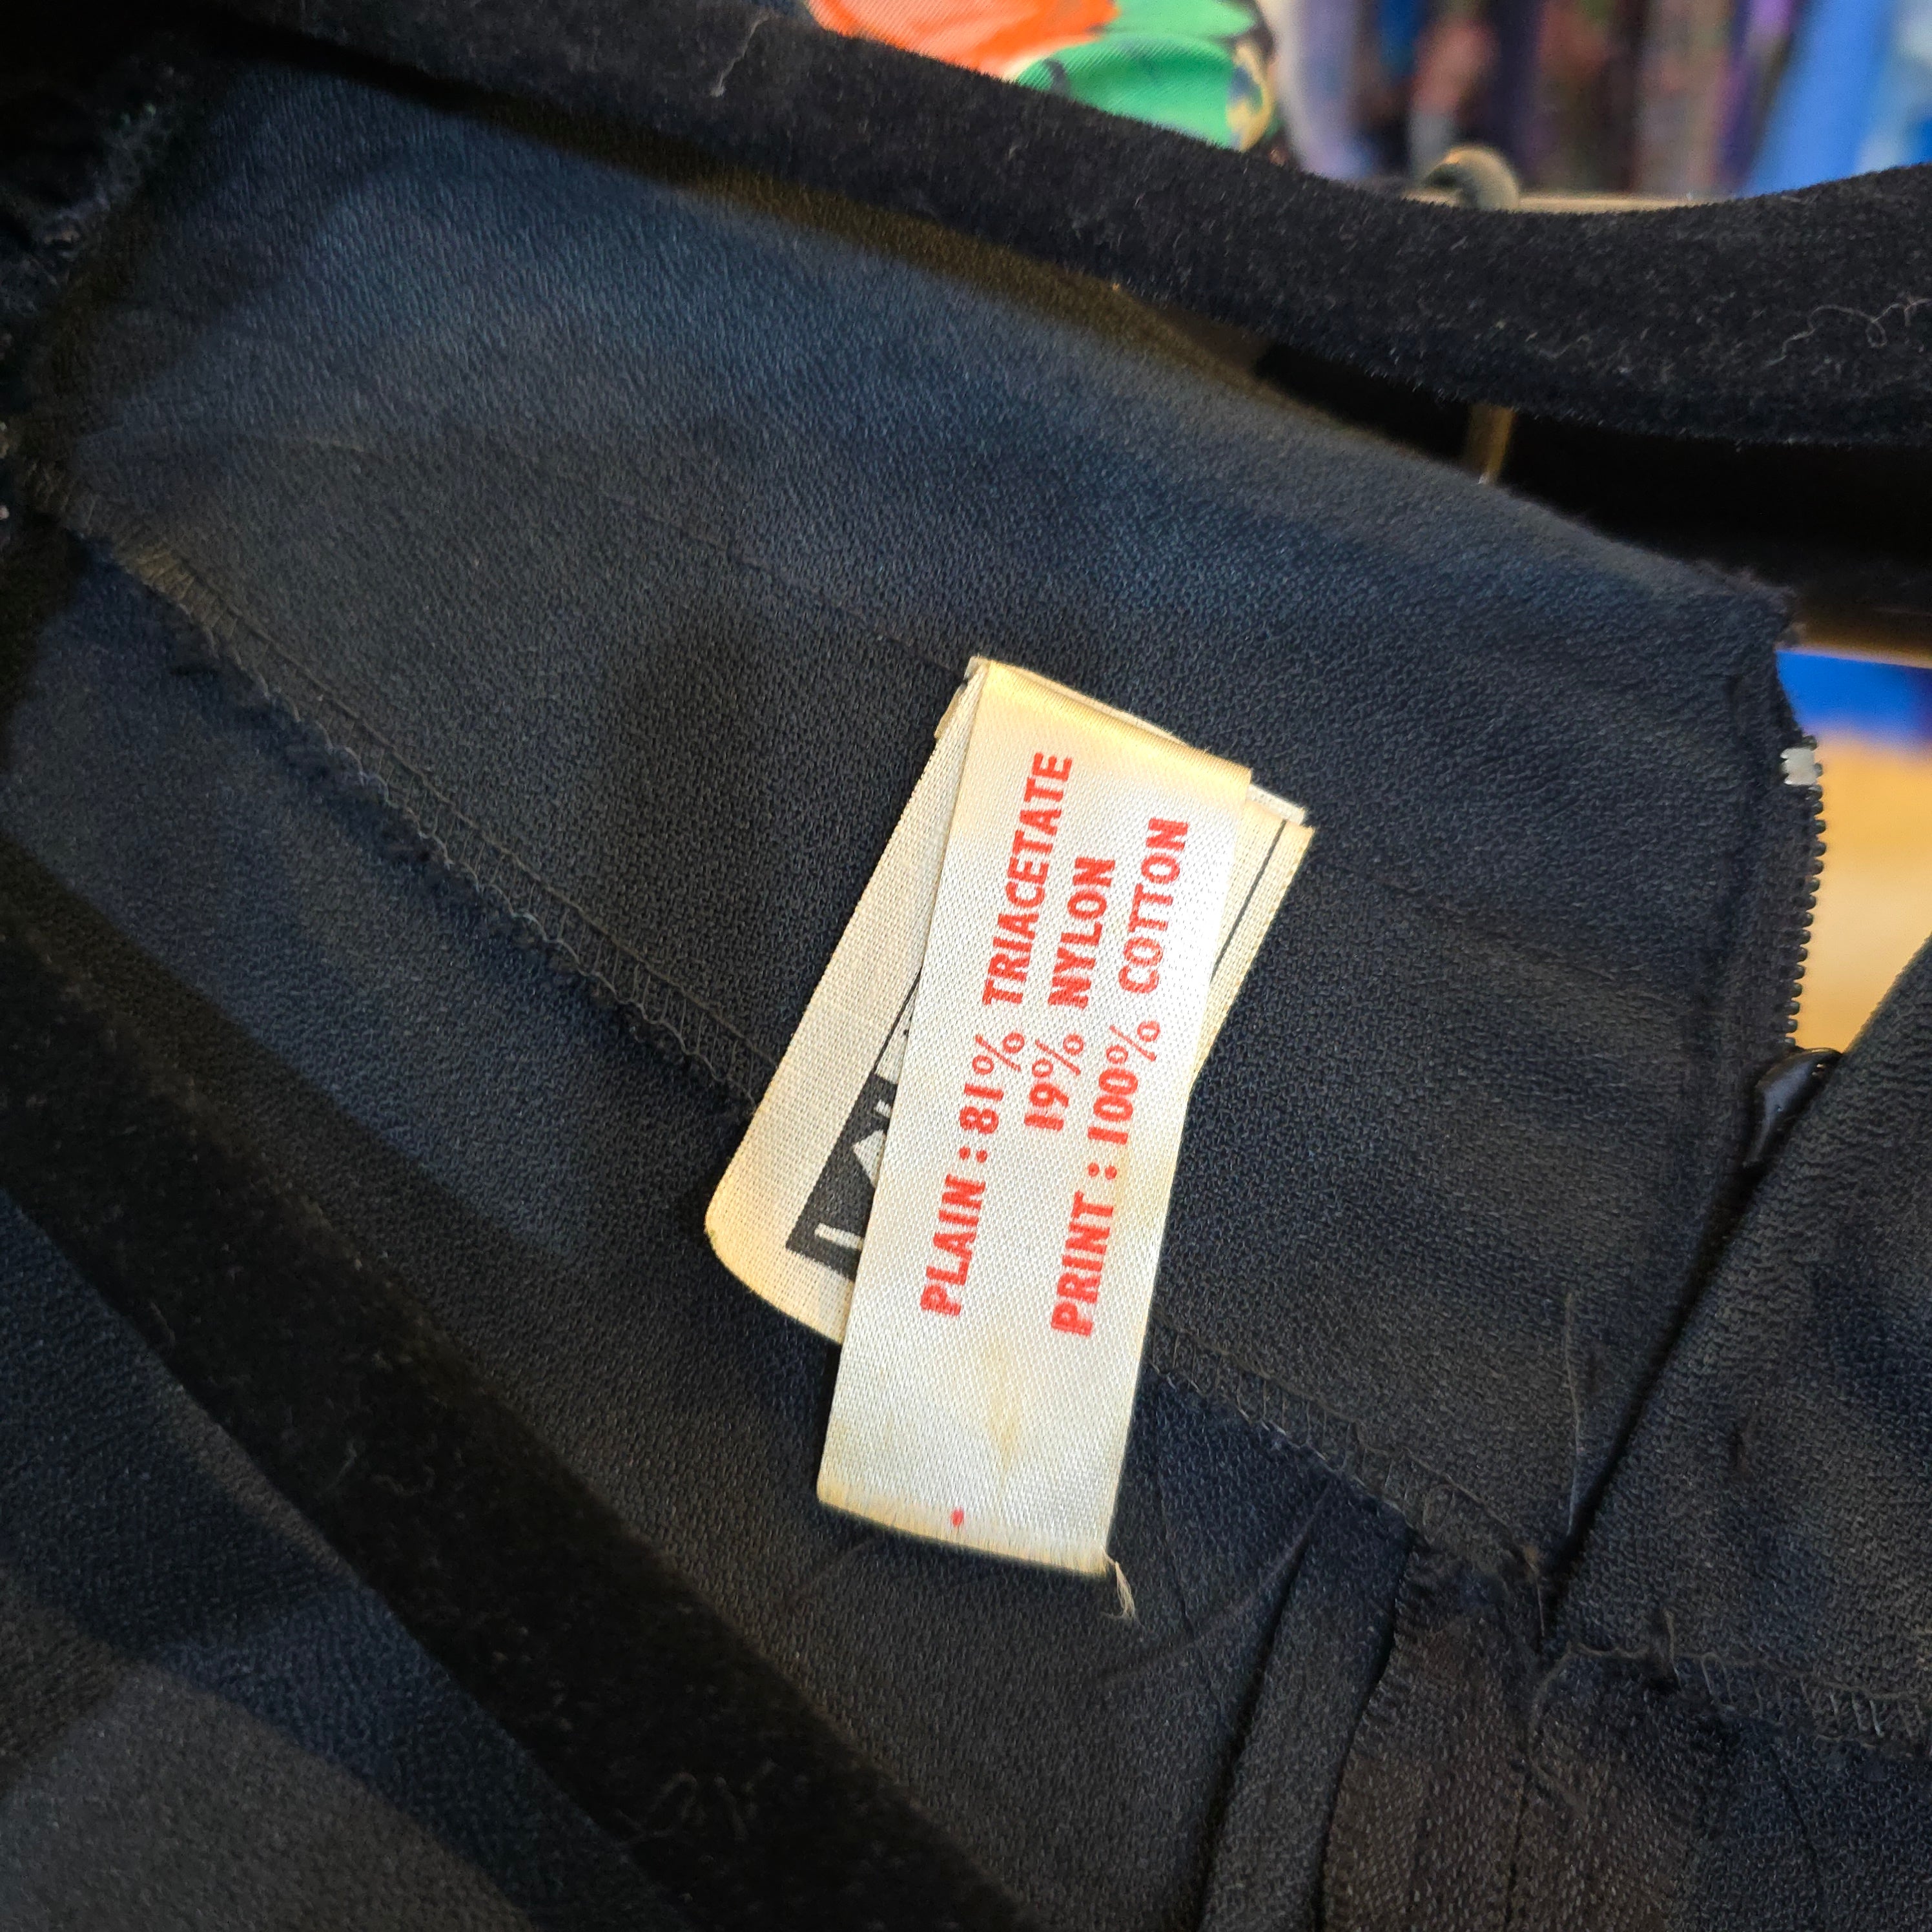 PLAIN : 81% TRIACETATE
19% NYLON
PRINT : 100% COTTON